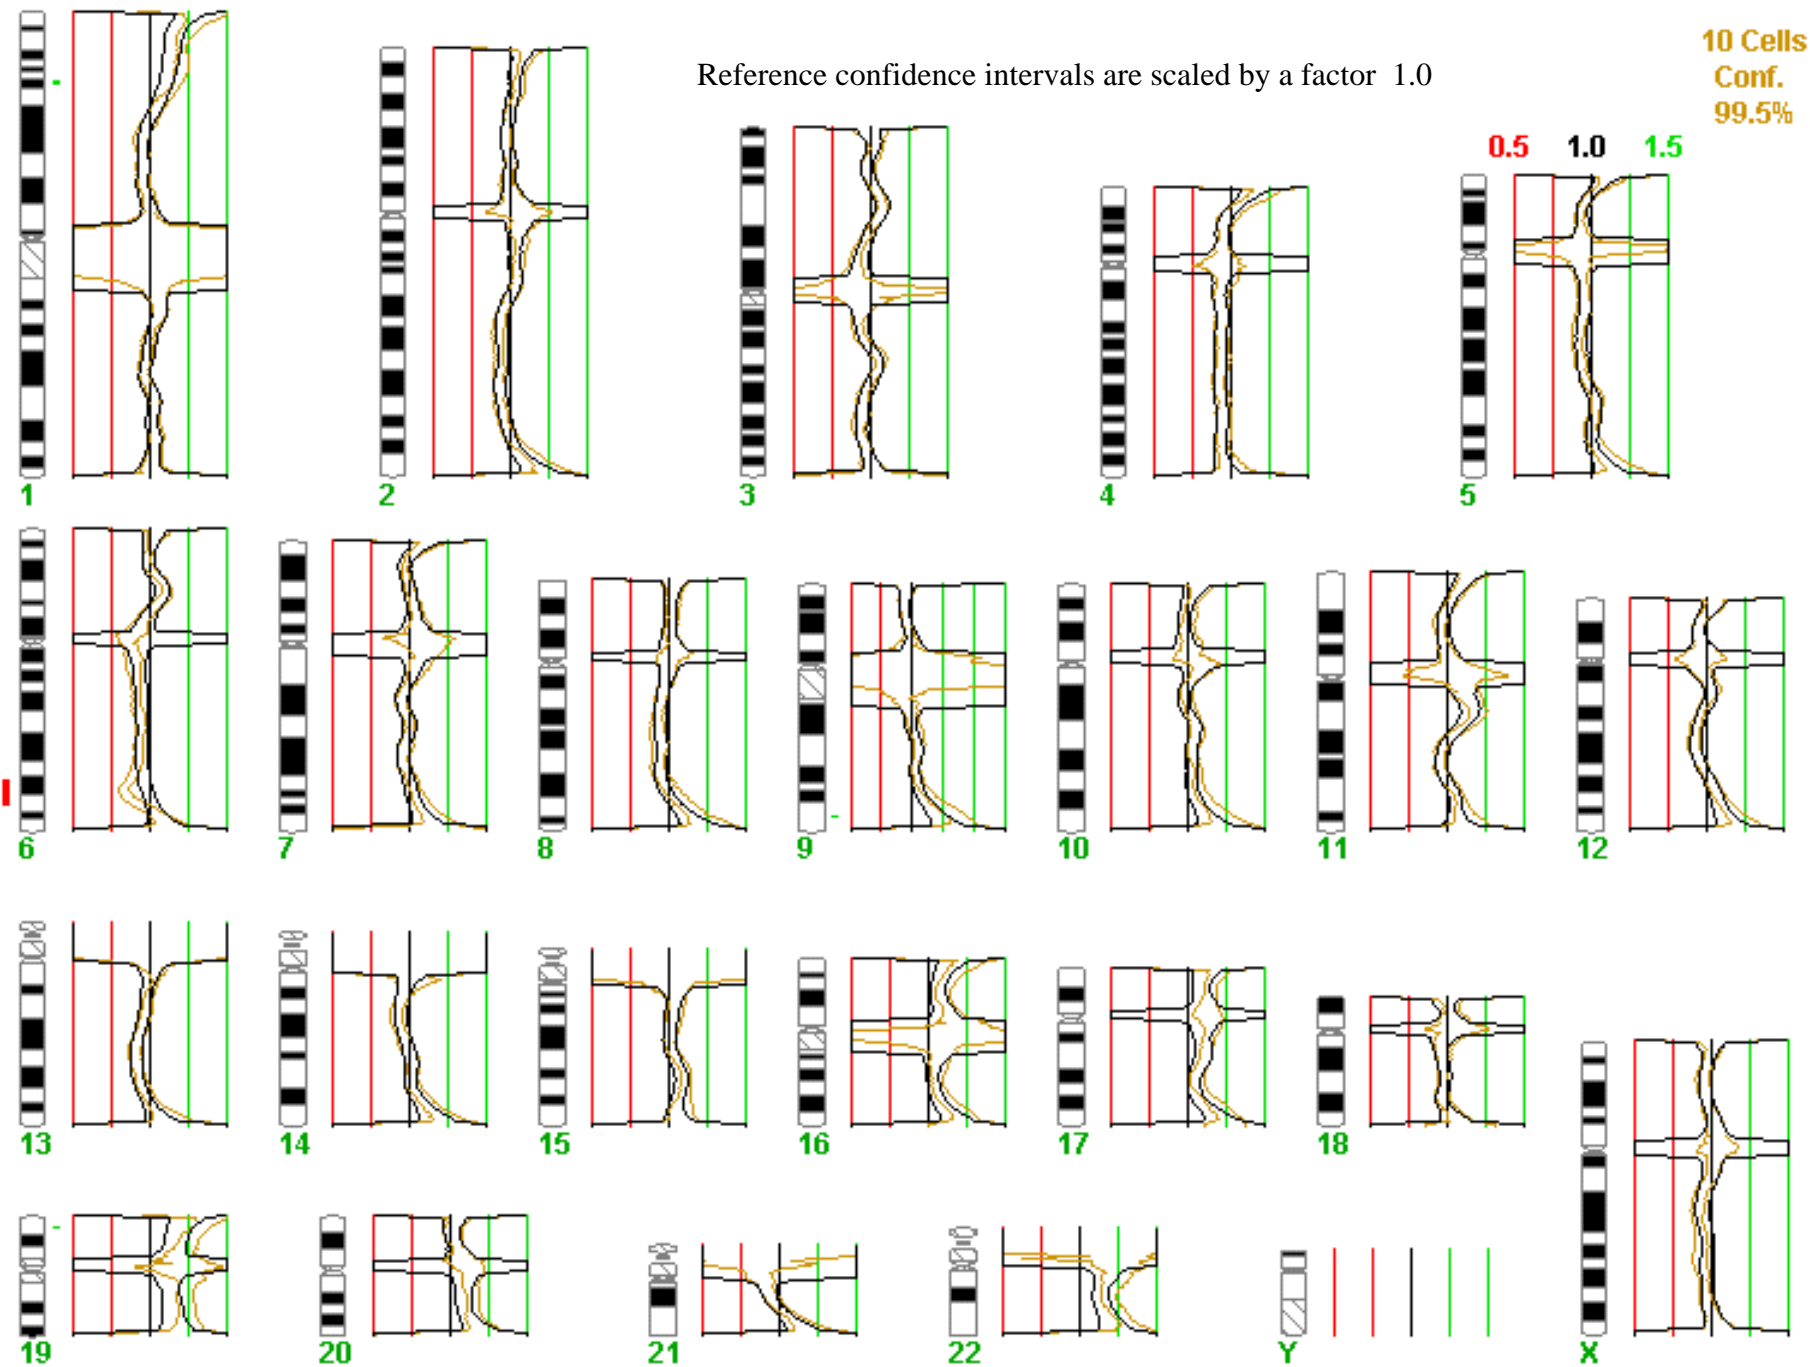 10 Cells
Conf.
99.5%
Reference confidence intervals are scaled by a factor 1.0
0.5 1.0 1.5
1 2 3 4 5
6 7 8 9 10 11 12
13 14 15 16 17 18
19 20 21 22 Y X